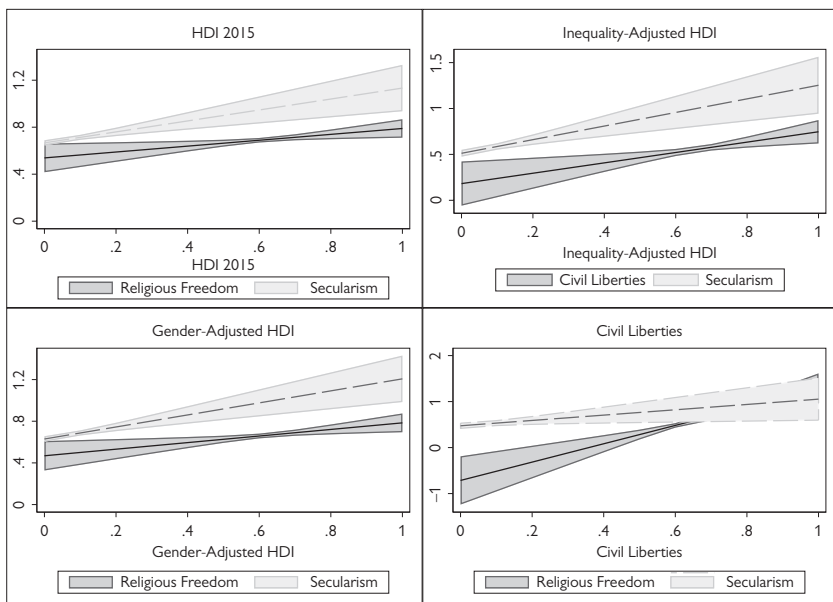 HDI 2015
0 .4 .8 1.2
0 .2 .4 .6 .8 1
HDI 2015
Religious Freedom Secularism
Inequality-Adjusted HDI
0 .5 1 1.5
0 .2 .4 .6 .8 1
Inequality-Adjusted HDI
Civil Liberties Secularism
Gender-Adjusted HDI
0 .4 .8 1.2
0 .2 .4 .6 .8 1
Gender-Adjusted HDI
Religious Freedom Secularism
Civil Liberties
−1 0 1 2
0 .2 .4 .6 .8 1
Civil Liberties
Religious Freedom Secularism